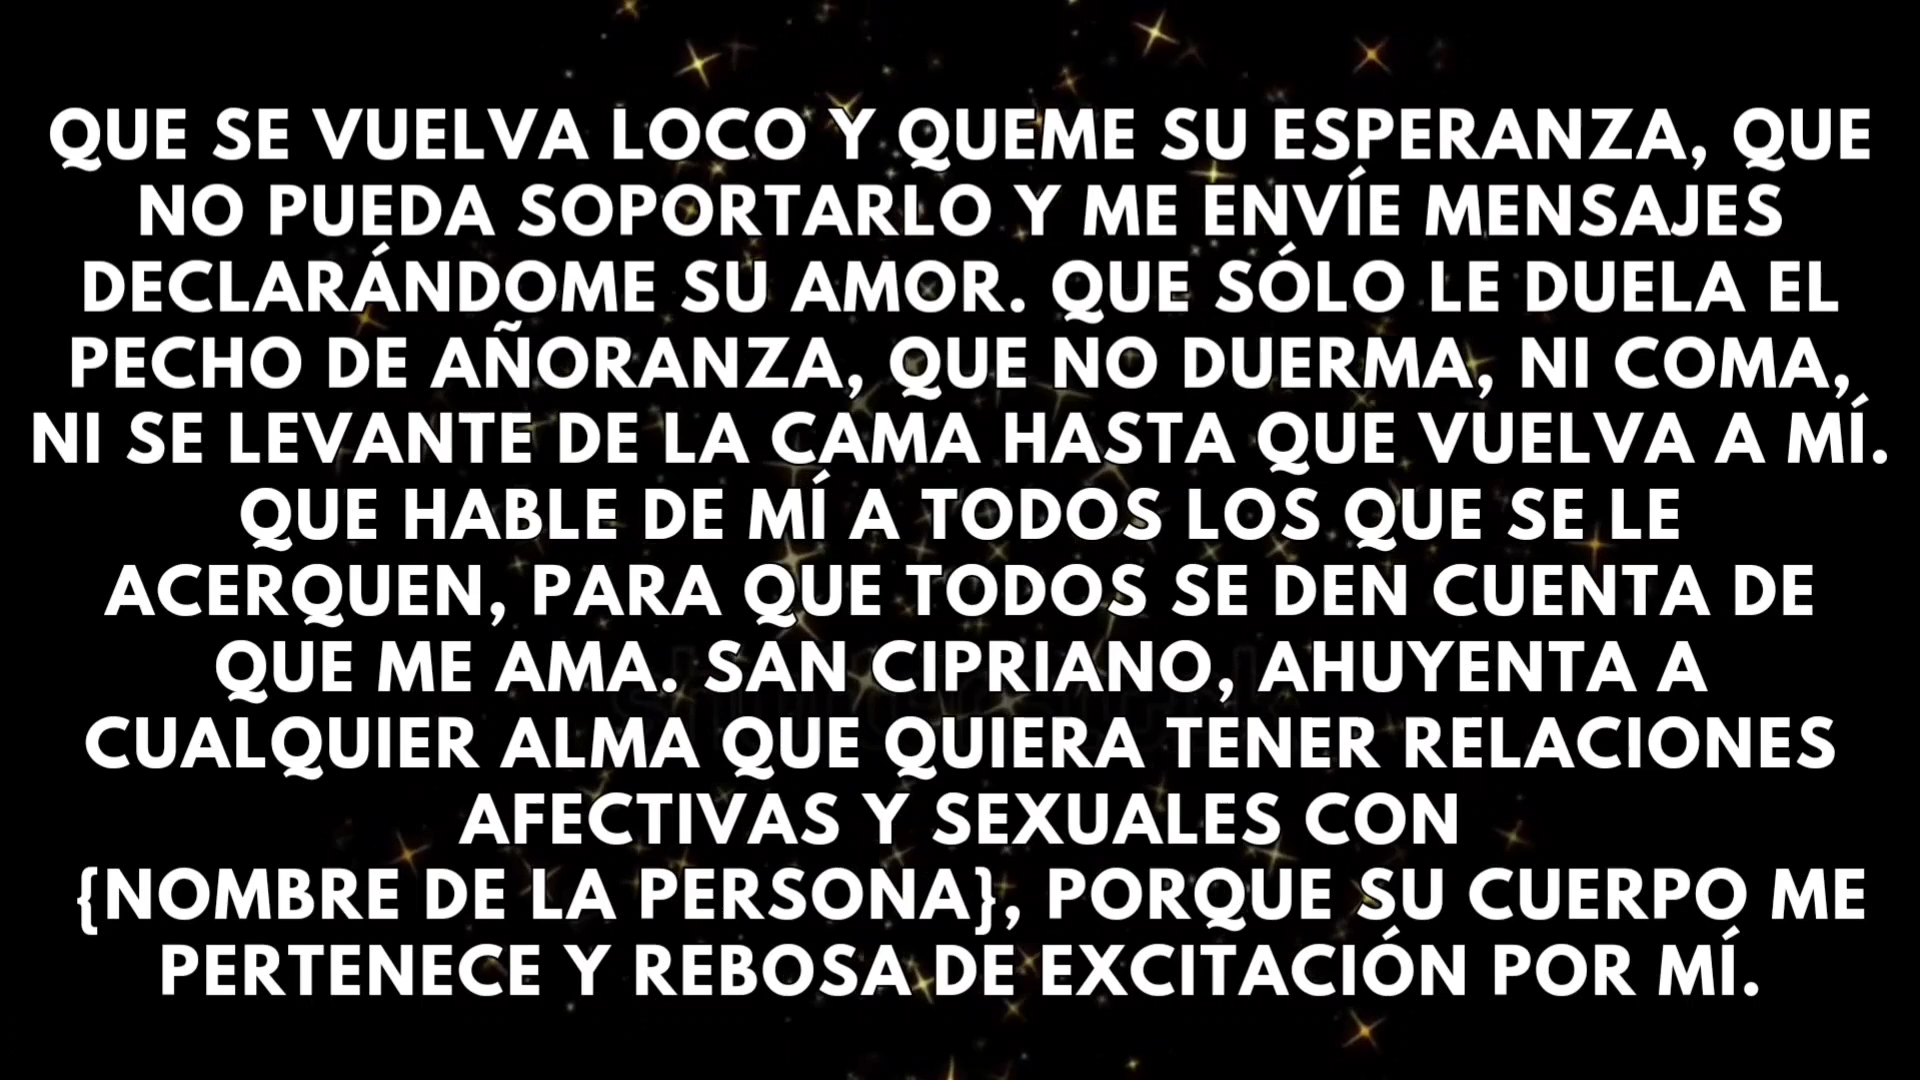 QUE SE VUELVA LOCO Y QUEME SU ESPERANZA, QUE
NO PUEDA SOPORTARLO Y ME ENVÍE MENSAJES
DECLARÁNDOME SU AMOR. QUE SÓLO LE DUELA EL
PECHO DE AÑORANZA, QUE NO DUERMA, NI COMA,
NI SE LEVANTE DE LA CAMA HASTA QUE VUELVA A MÍ.
QUE HABLE DE MÍ A TODOS LOS QUE SE LE
ACERQUEN, PARA QUE TODOS SE DEN CUENTA DE
QUE ME AMA. SAN CIPRIANO, AHUYENTA A
CUALQUIER ALMA QUE QUIERA TENER RELACIONES
AFECTIVAS Y SEXUALES CON
{NOMBRE DE LA PERSONA}, PORQUE SU CUERPO ME
PERTENECE Y REBOSA DE EXCITACIÓN POR MÍ.